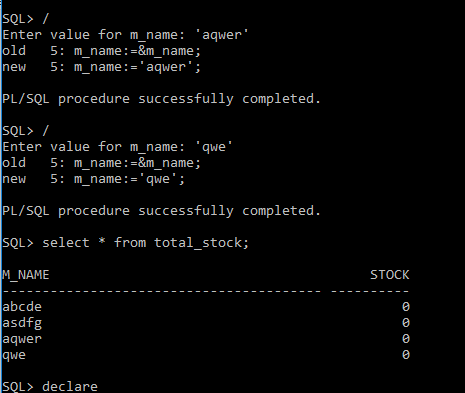 SQL> /
Enter value for m_name: 'aqwer'
old   5: m_name:=&m_name;
new   5: m_name:='aqwer';
PL/SQL procedure successfully completed.
SQL> /
Enter value for m_name: 'qwe'
old   5: m_name:=&m_name;
new   5: m_name:='qwe';
PL/SQL procedure successfully completed.
SQL> select * from total_stock;
M_NAME                                        STOCK
---------------------------------------- ----------
abcde                                             0
asdfg                                             0
aqwer                                             0
qwe                                               0
SQL> declare